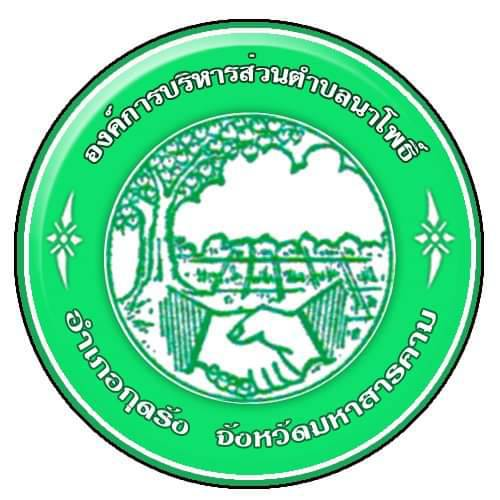 องค์การบริหารส่วนตำบลนาโพธิ์
อำเภอกุดรัง จังหวัดมหาสารคาม